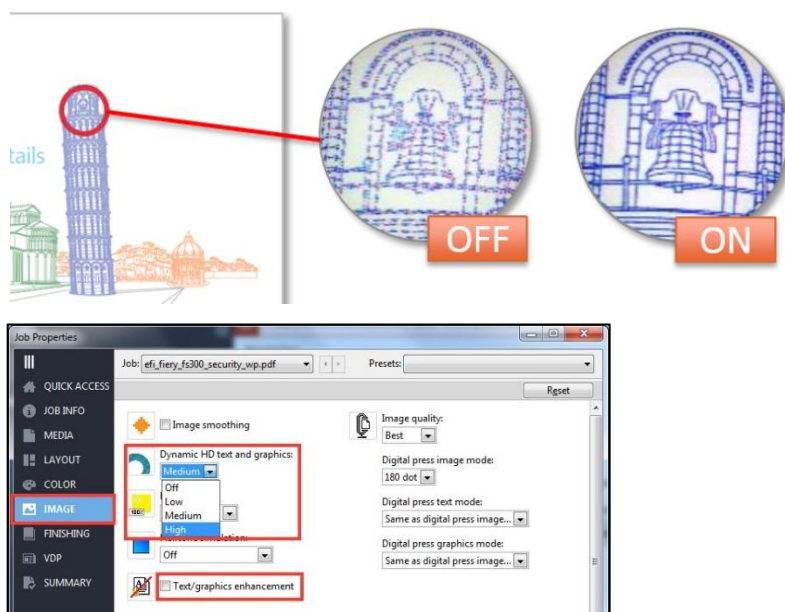 tails
OFF
ON
Job Properties
Job: efi_fiery_fs300_security_wp.pdf
Presets:
Reset
QUICK ACCESS
JOB INFO
MEDIA
LAYOUT
COLOR
IMAGE
FINISHING
VDP
SUMMARY
Image smoothing
Dynamic HD text and graphics:
Medium
Off
Low
Medium
High
Off
Text/graphics enhancement
Image quality:
Best
Digital press image mode:
180 dot
Digital press text mode:
Same as digital press image...
Digital press graphics mode:
Same as digital press image...